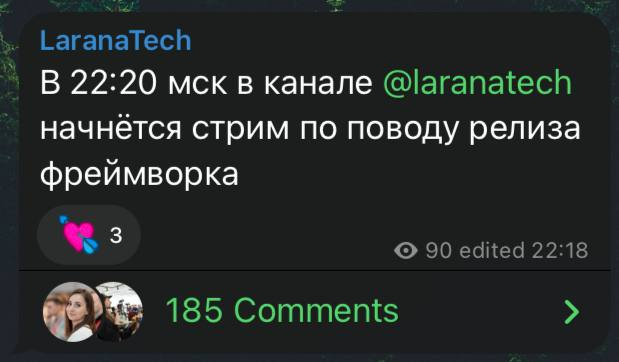 LaranaTech
В 22:20 мск в канале @laranatech
начнётся стрим по поводу релиза
фреймворка
3
90 edited 22:18
185 Comments